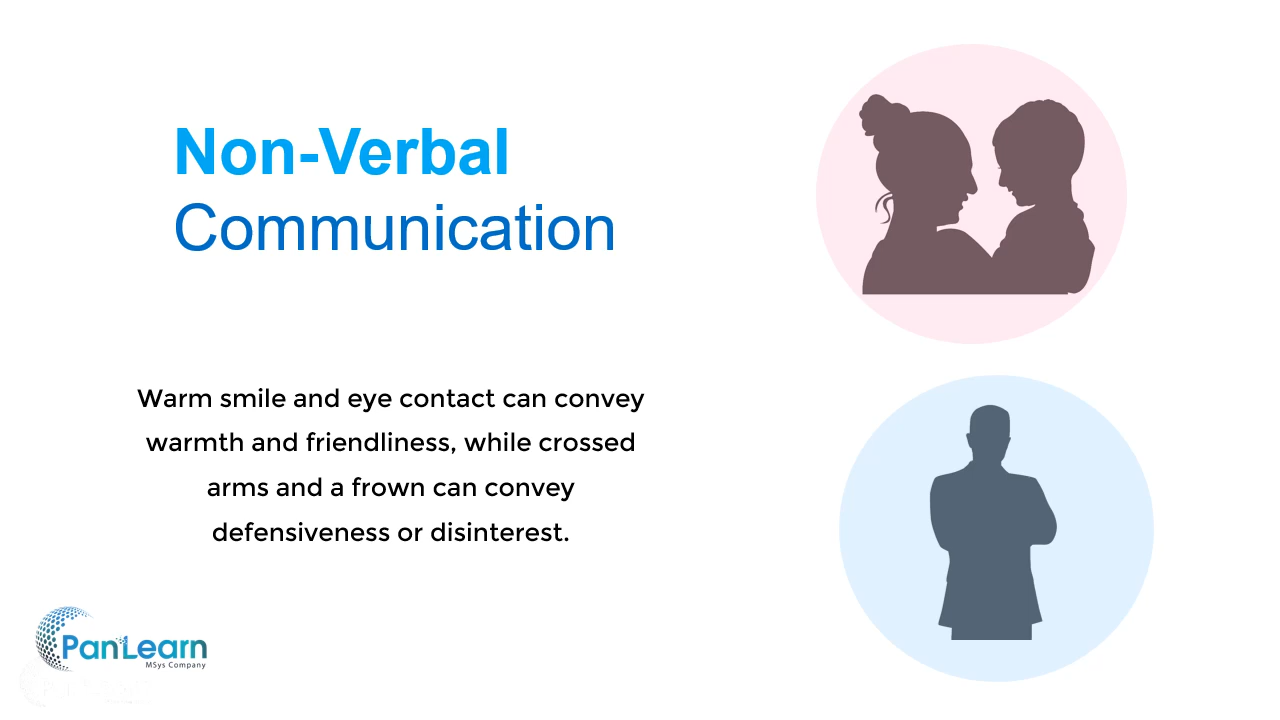 Non-Verbal
Communication
Warm smile and eye contact can convey
warmth and friendliness, while crossed
arms and a frown can convey
defensiveness or disinterest.
PanLearn
MSys Company